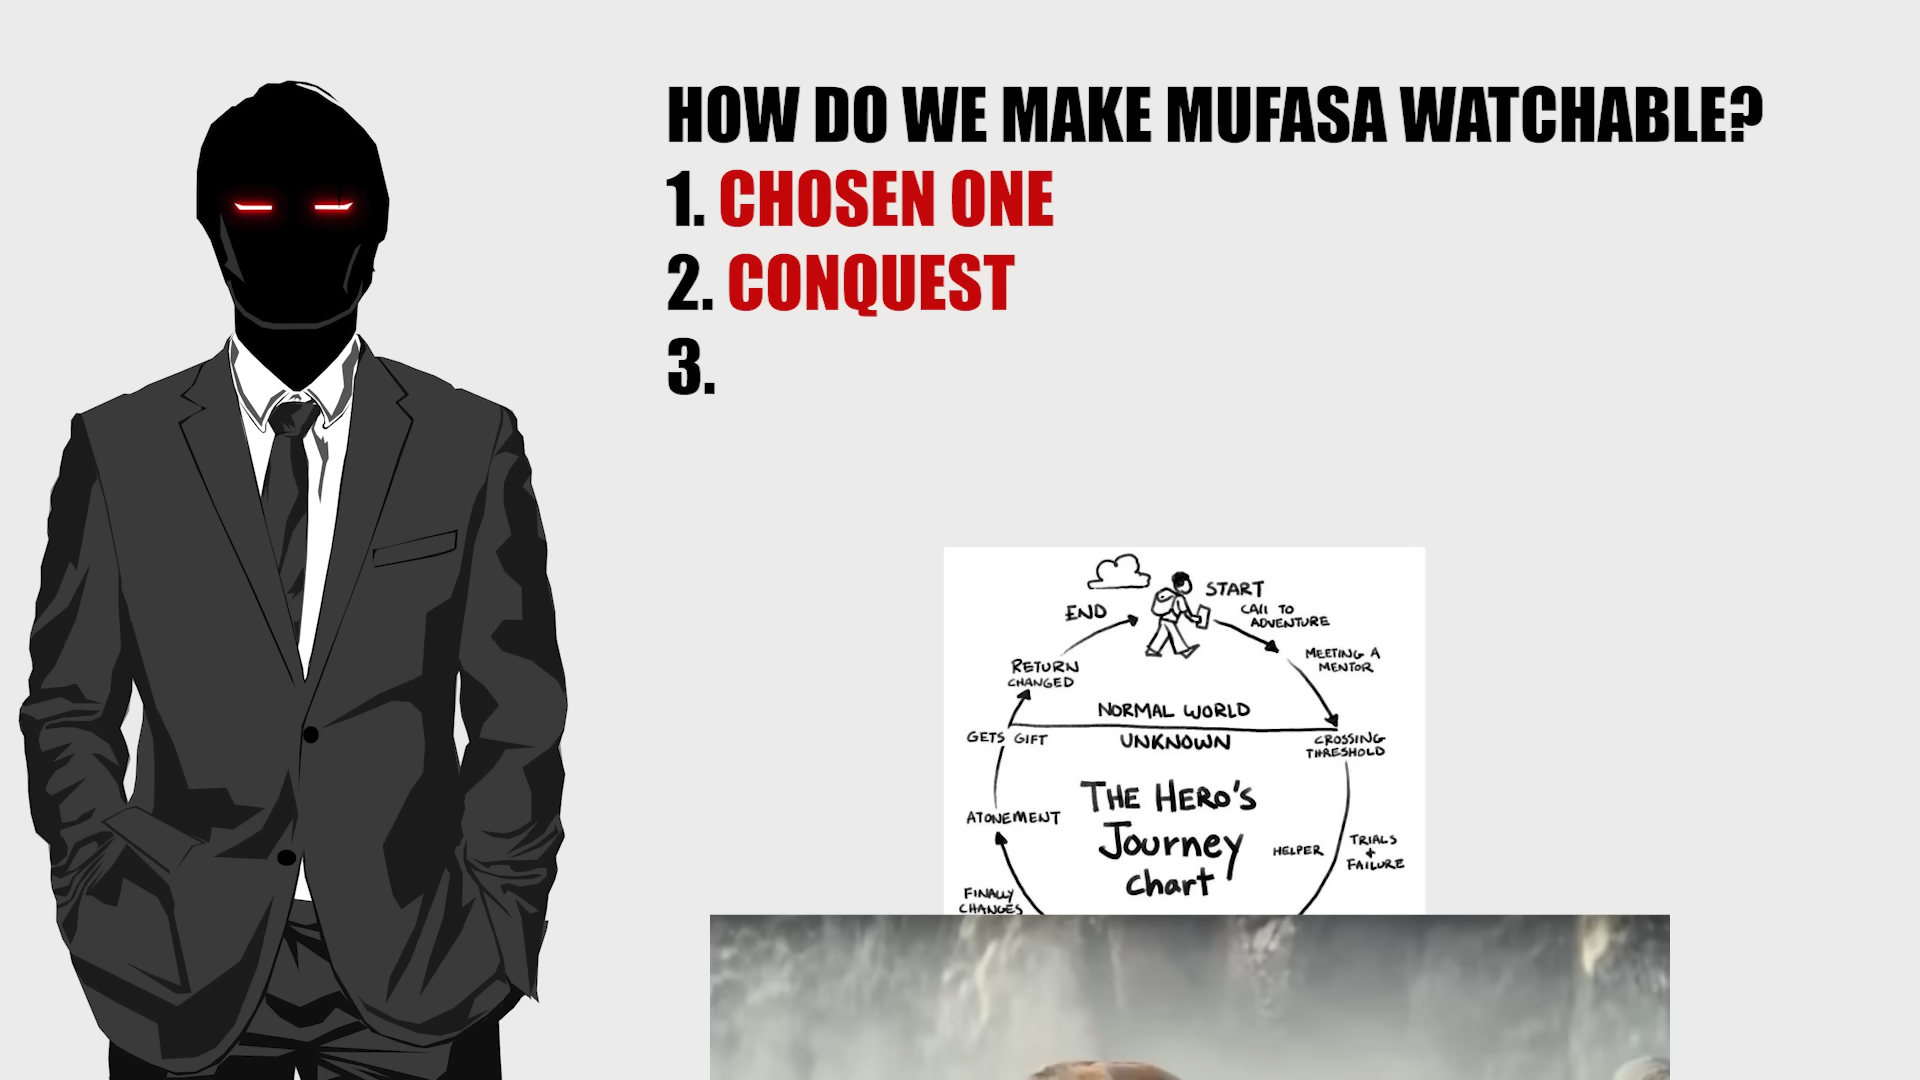 HOW DO WE MAKE MUFASA WATCHABLE?
1. CHOSEN ONE
2. CONQUEST
3.
START
CALL TO
ADVENTURE
END
MEETING A
MENTOR
RETURN
CHANGED
NORMAL WORLD
GETS GIFT
UNKNOWN
CROSSING
THRESHOLD
THE HERO'S
Journey
chart
ATONEMENT
HELPER
TRIALS
+
FAILURE
FINALLY
CHANGES